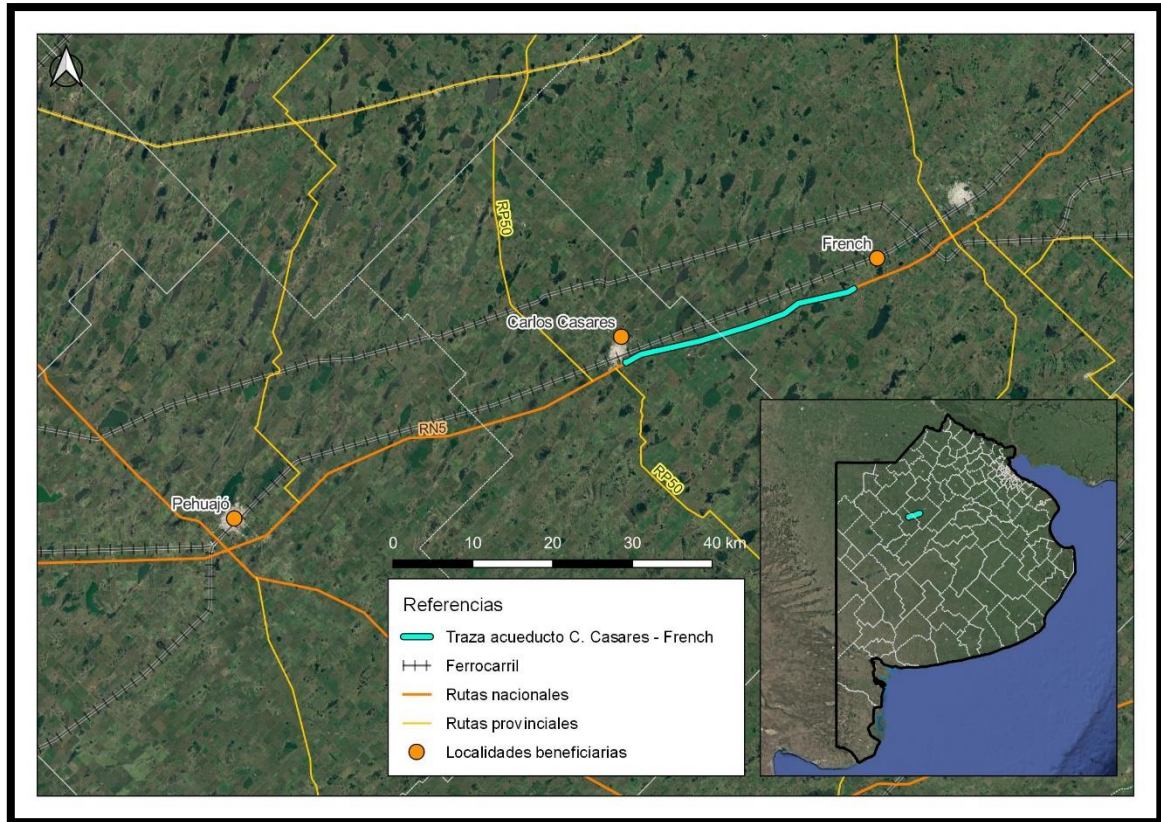 RP50
French
Carlos Casares
RN5
RP50
Pehuajó
0 10 20 30 40 km
Referencias
Traza acueducto C. Casares - French
Ferrocarril
Rutas nacionales
Rutas provinciales
Localidades beneficiarias